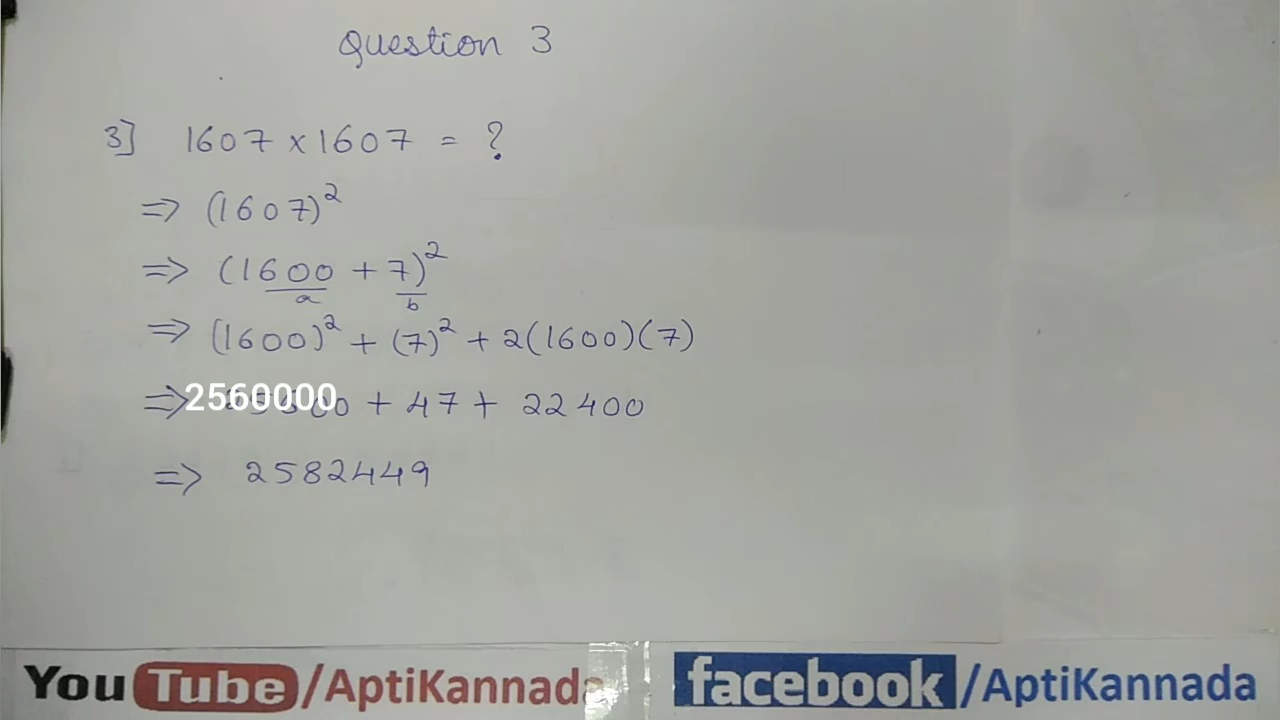 Question 3
3] 1607 x 1607 = ?
=> (1607)²
=> (1600 + 7)²
a b
=> (1600)² + (7)² + 2(1600)(7)
=> 2560000 + 47 + 22400
=> 2582449
YouTube/AptiKannada facebook/AptiKannada